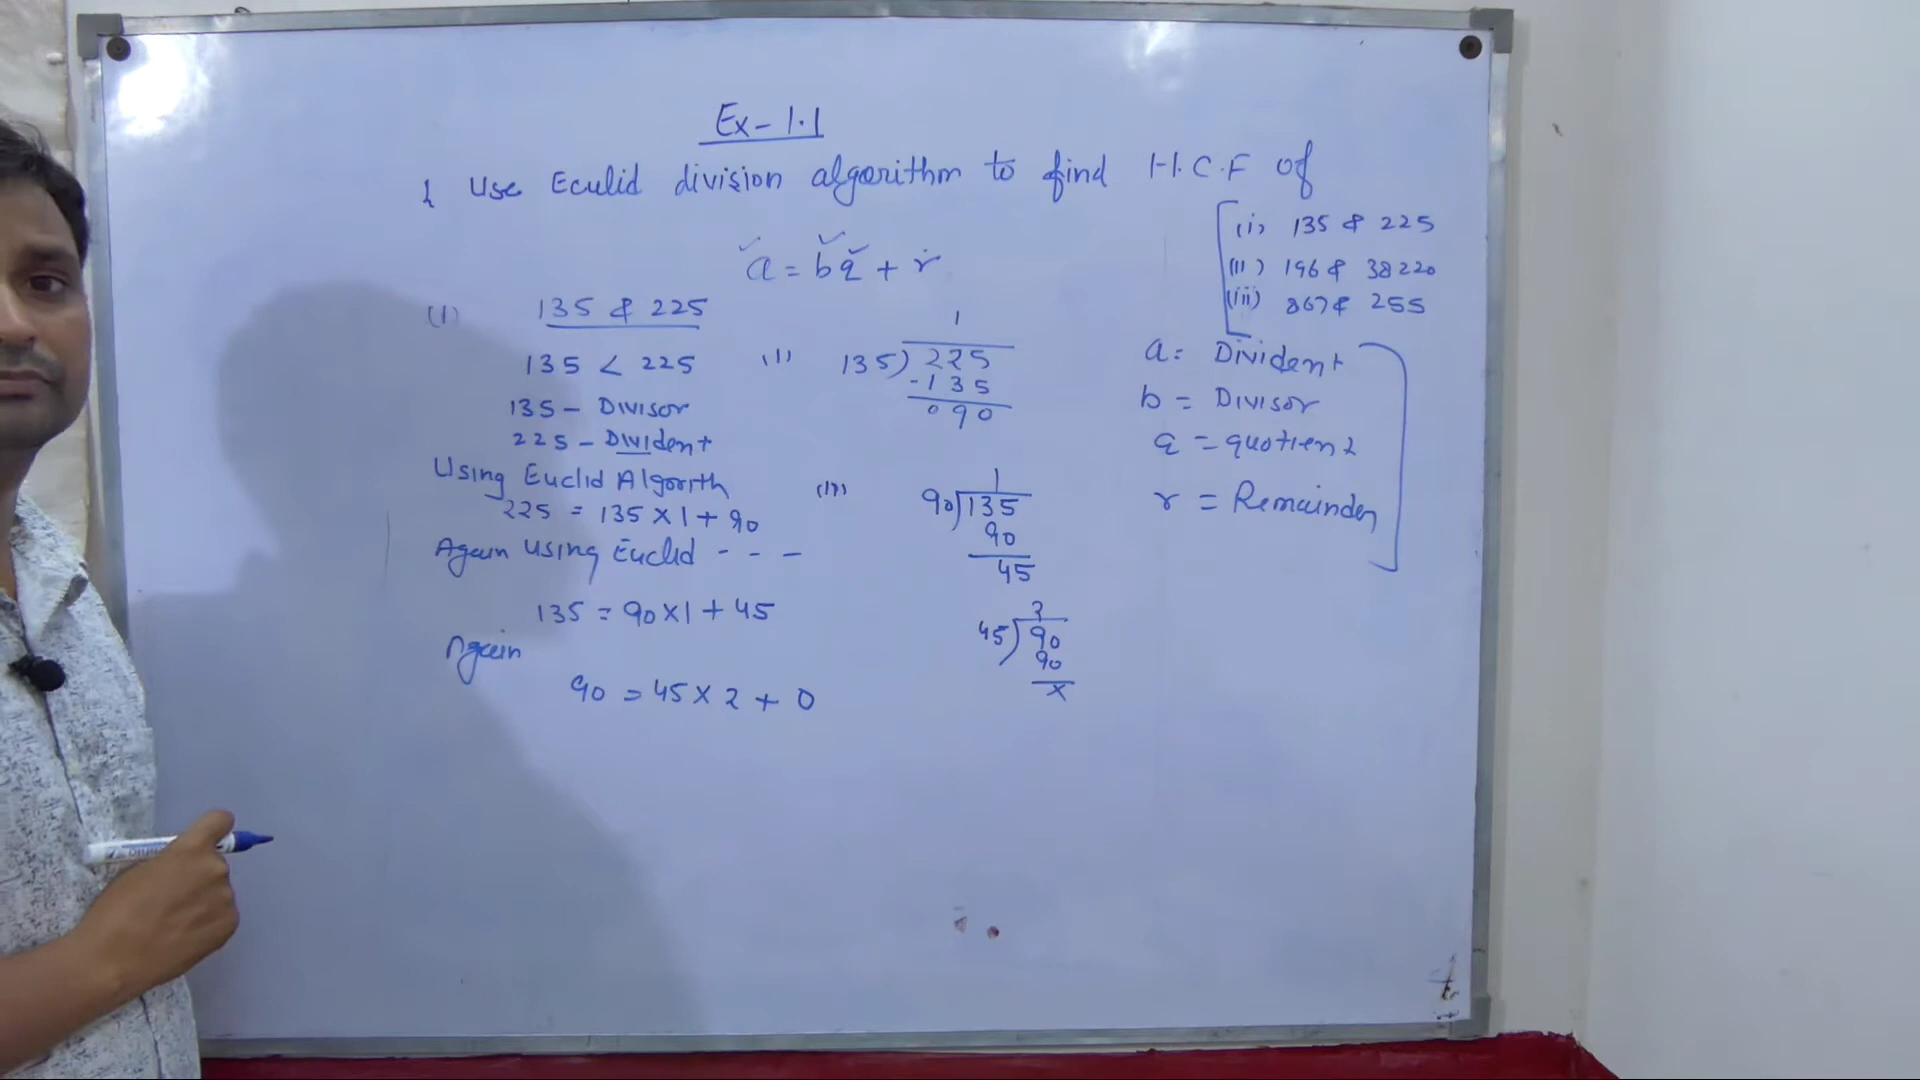 Ex-1.1
1 Use Eculid division algorithm to find H.C.F of
(i) 135 & 225
(ii) 196 & 38220
(iii) 867 & 255
a = bq + r
(1) 135 & 225
135 < 225
135 - Divisor
225 - Divident
Using Euclid Algorith
225 = 135 × 1 + 90
Again using Euclid - - -
135 = 90 × 1 + 45
Again
90 = 45 × 2 + 0
(1)
1
135) 225
-135
090
(11)
1
90) 135
90
45
2
45) 90
90
x
a = Divident
b = Divisor
q = quotient
r = Remainder